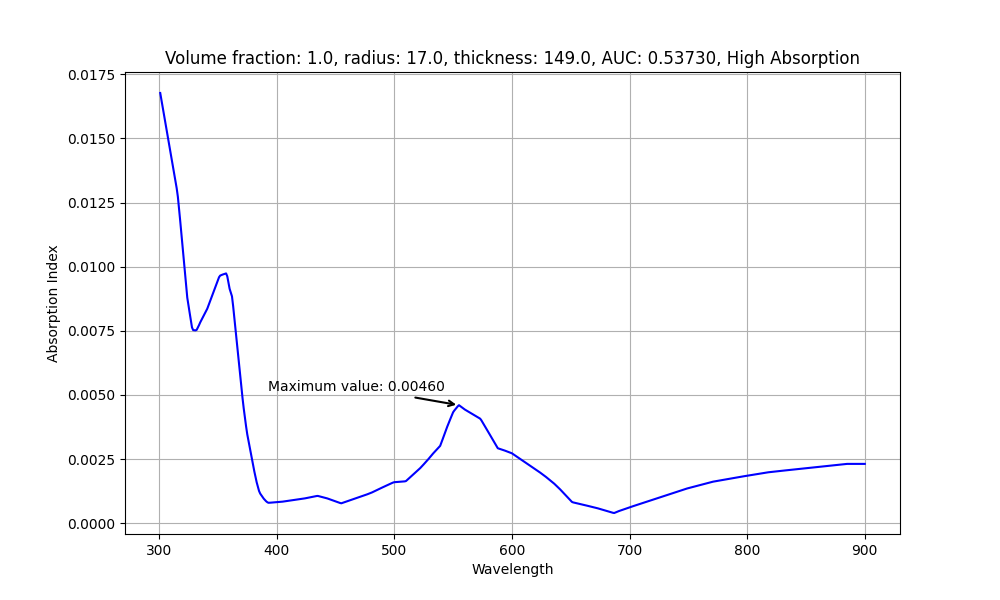 Volume fraction: 1.0, radius: 17.0, thickness: 149.0, AUC: 0.53730, High Absorption
0.0175
0.0150
0.0125
0.0100
0.0075
0.0050
0.0025
0.0000
Absorption Index
Maximum value: 0.00460
300 400 500 600 700 800 900
Wavelength